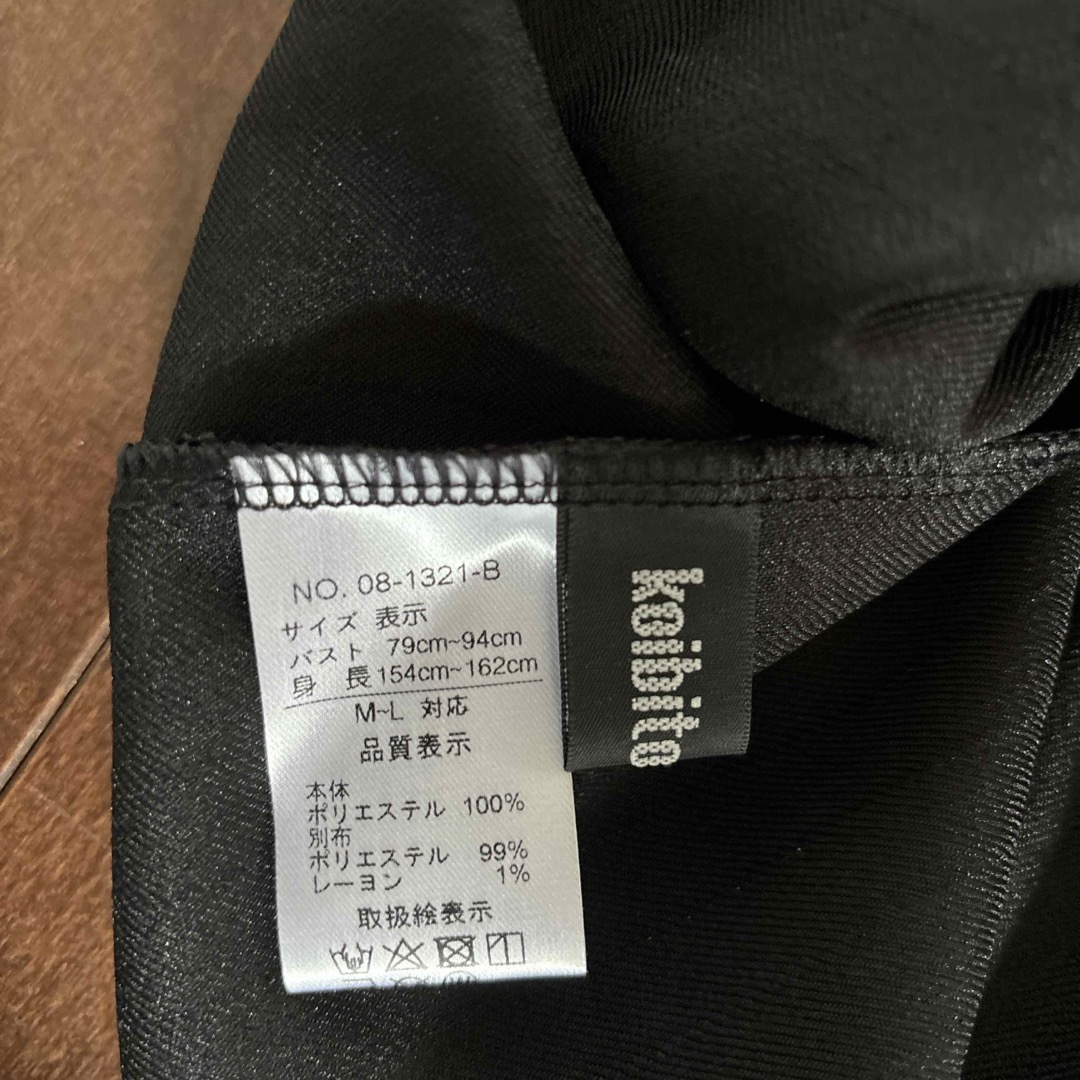 NO. 08-1321-B
サイズ 表示
バスト 79cm~94cm
身 長 154cm~162cm
M~L 対応
品質表示
本体
ポリエステル 100%
別布
ポリエステル 99%
レーヨン 1%
取扱絵表示
koibito